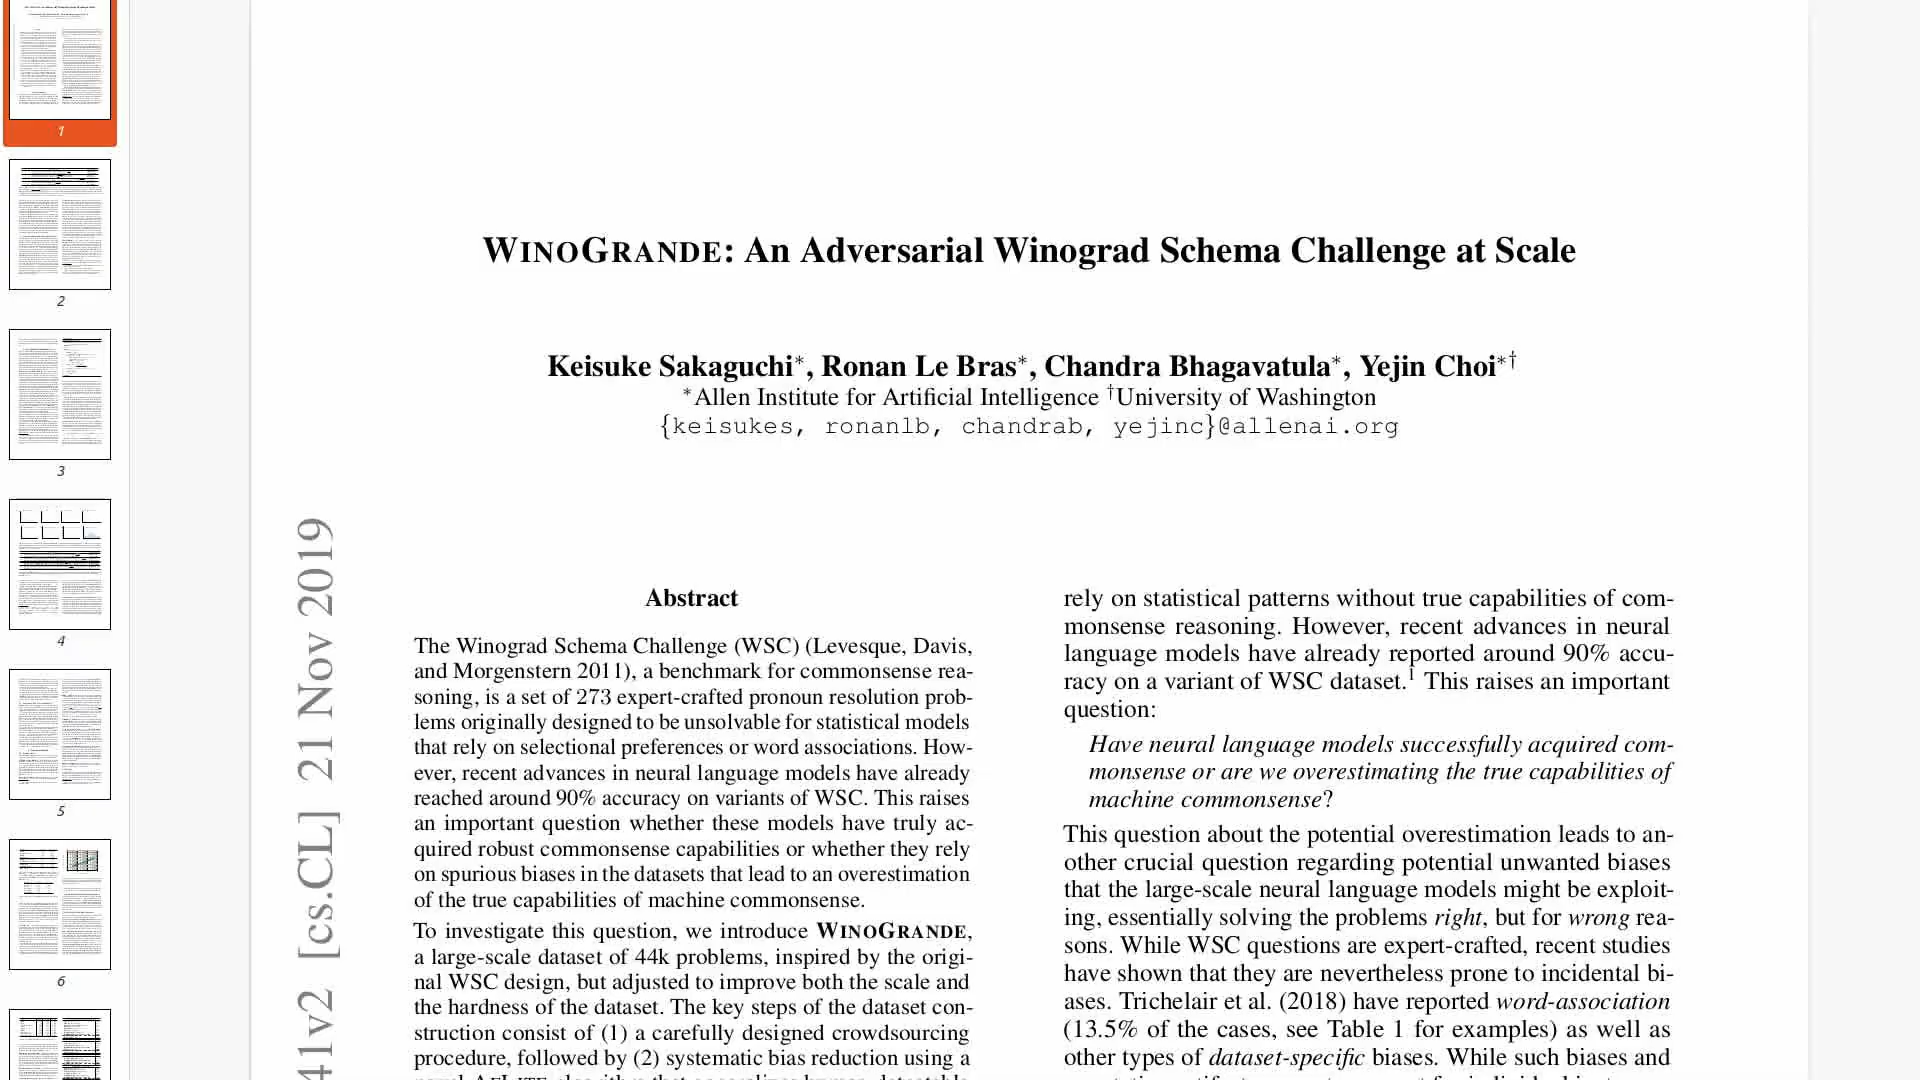 WINOGRANDE: An Adversarial Winograd Schema Challenge at Scale
Keisuke Sakaguchi∗, Ronan Le Bras∗, Chandra Bhagavatula∗, Yejin Choi∗†
∗Allen Institute for Artificial Intelligence †University of Washington
{keisukes, ronanlb, chandrab, yejinc}@allenai.org
41v2 [cs.CL] 21 Nov 2019
Abstract
The Winograd Schema Challenge (WSC) (Levesque, Davis,
and Morgenstern 2011), a benchmark for commonsense rea-
soning, is a set of 273 expert-crafted pronoun resolution prob-
lems originally designed to be unsolvable for statistical models
that rely on selectional preferences or word associations. How-
ever, recent advances in neural language models have already
reached around 90% accuracy on variants of WSC. This raises
an important question whether these models have truly ac-
quired robust commonsense capabilities or whether they rely
on spurious biases in the datasets that lead to an overestimation
of the true capabilities of machine commonsense.
To investigate this question, we introduce WINOGRANDE,
a large-scale dataset of 44k problems, inspired by the origi-
nal WSC design, but adjusted to improve both the scale and
the hardness of the dataset. The key steps of the dataset con-
struction consist of (1) a carefully designed crowdsourcing
procedure, followed by (2) systematic bias reduction using a
rely on statistical patterns without true capabilities of com-
monsense reasoning. However, recent advances in neural
language models have already reported around 90% accu-
racy on a variant of WSC dataset.1 This raises an important
question:
Have neural language models successfully acquired com-
monsense or are we overestimating the true capabilities of
machine commonsense?
This question about the potential overestimation leads to an-
other crucial question regarding potential unwanted biases
that the large-scale neural language models might be exploit-
ing, essentially solving the problems right, but for wrong rea-
sons. While WSC questions are expert-crafted, recent studies
have shown that they are nevertheless prone to incidental bi-
ases. Trichelair et al. (2018) have reported word-association
(13.5% of the cases, see Table 1 for examples) as well as
other types of dataset-specific biases. While such biases and
1
2
3
4
5
6